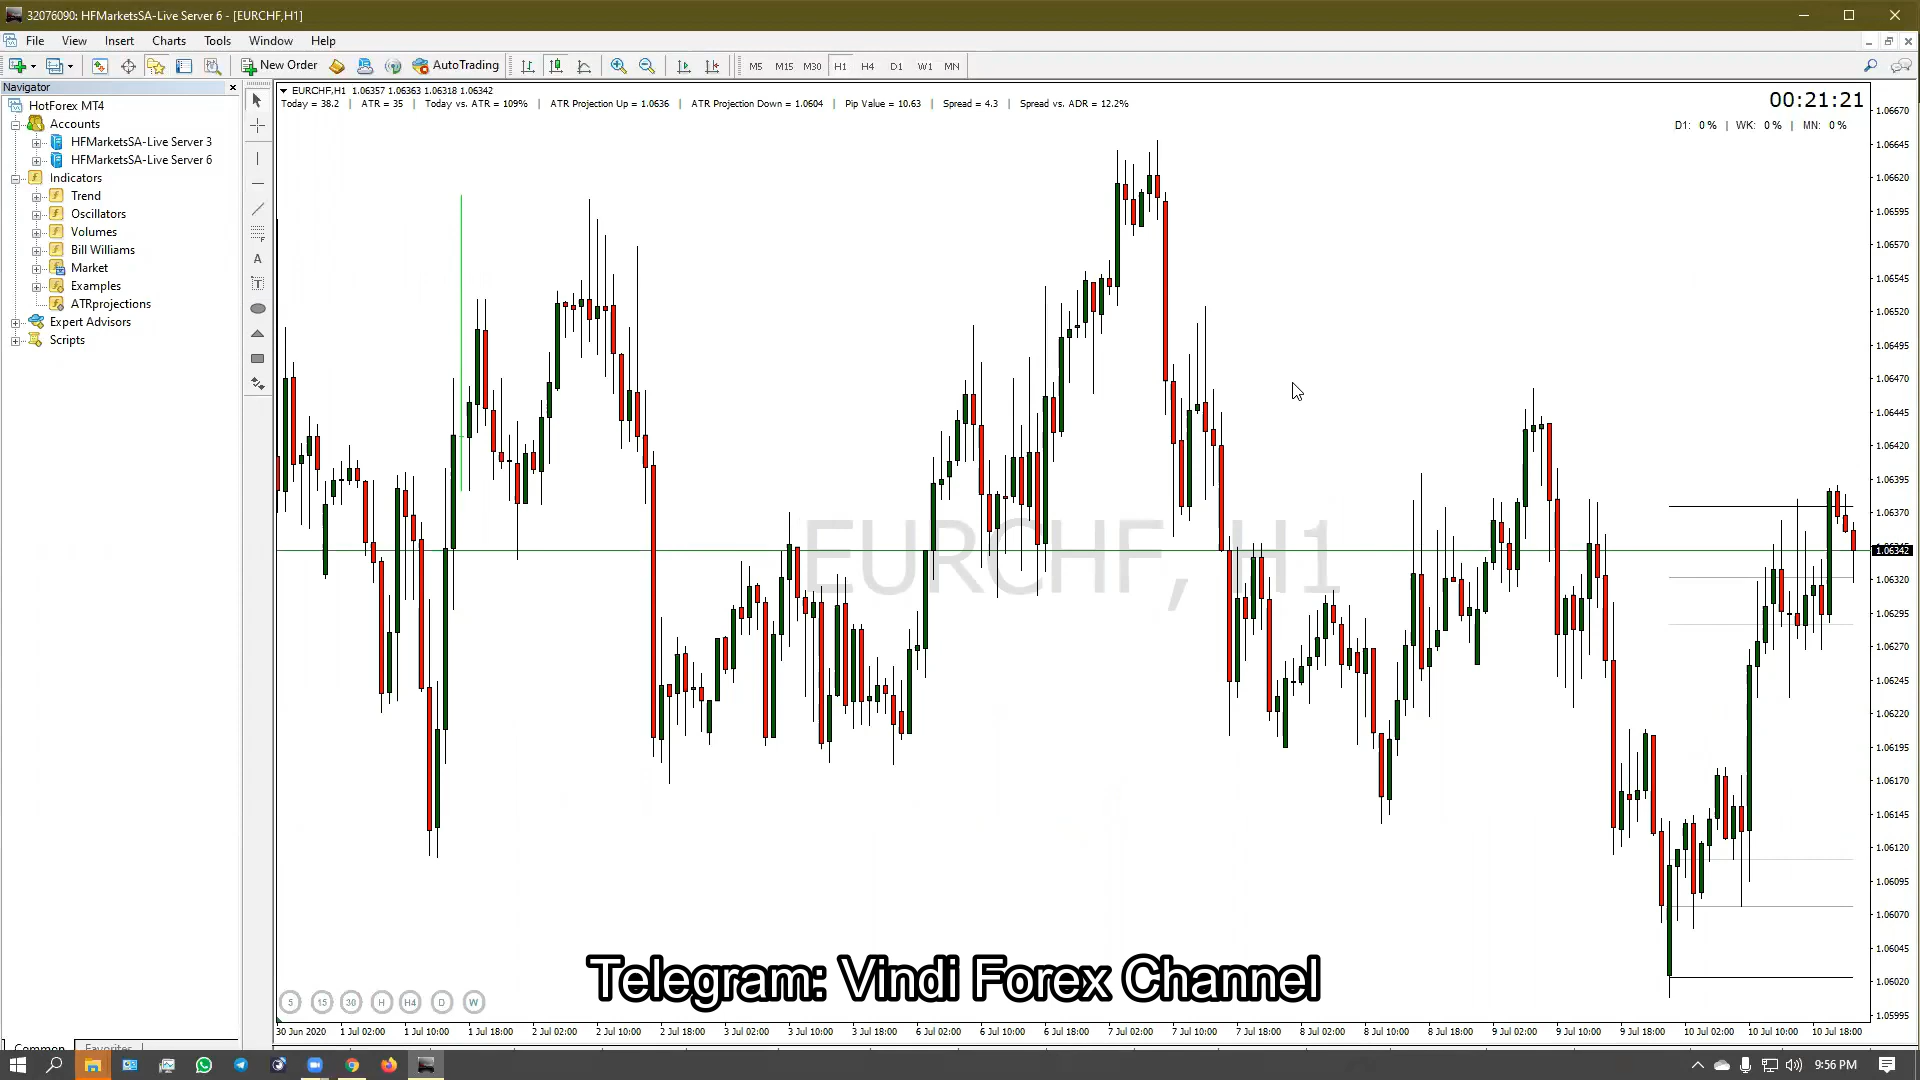 32076090: HFMarketsSA-Live Server 6 - [EURCHF,H1]
File View Insert Charts Tools Window Help
New Order AutoTrading M5 M15 M30 H1 H4 D1 W1 MN
Navigator
HotForex MT4
Accounts
HFMarketsSA-Live Server 3
HFMarketsSA-Live Server 6
Indicators
Trend
Oscillators
Volumes
Bill Williams
Market
Examples
ATRprojections
Expert Advisors
Scripts
Common Favorites
EURCHF,H1 1.06357 1.06363 1.06318 1.06342
Today = 38.2 | ATR = 35 | Today vs. ATR = 109% | ATR Projection Up = 1.0636 | ATR Projection Down = 1.0604 | Pip Value = 10.63 | Spread = 4.3 | Spread vs. ADR = 12.2%
00:21:21
D1: 0 % | WK: 0 % | MN: 0 %
EURCHF, H1
1.06670
1.06645
1.06620
1.06595
1.06570
1.06545
1.06520
1.06495
1.06470
1.06445
1.06420
1.06395
1.06370
1.06342
1.06320
1.06295
1.06270
1.06245
1.06220
1.06195
1.06170
1.06145
1.06120
1.06095
1.06070
1.06045
1.06020
1.05995
Telegram: Vindi Forex Channel
5 15 30 H H4 D W
30 Jun 2020 1 Jul 02:00 1 Jul 10:00 1 Jul 18:00 2 Jul 02:00 2 Jul 10:00 2 Jul 18:00 3 Jul 02:00 3 Jul 10:00 3 Jul 18:00 6 Jul 02:00 6 Jul 10:00 6 Jul 18:00 7 Jul 02:00 7 Jul 10:00 7 Jul 18:00 8 Jul 02:00 8 Jul 10:00 8 Jul 18:00 9 Jul 02:00 9 Jul 10:00 9 Jul 18:00 10 Jul 02:00 10 Jul 10:00 10 Jul 18:00
9:56 PM